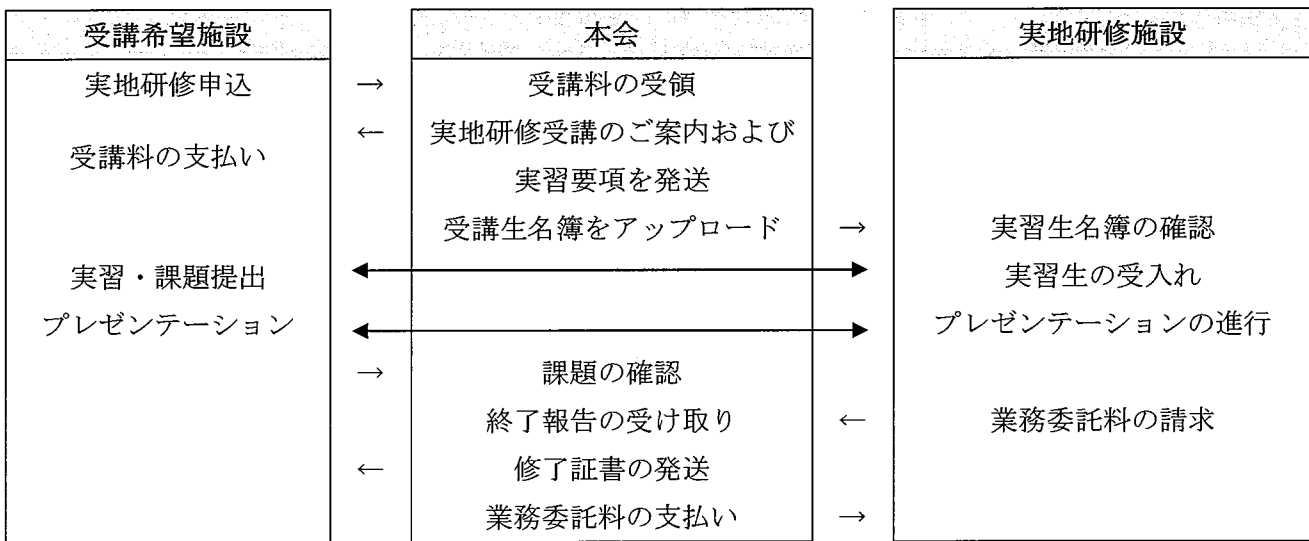 受講希望施設 本会 実地研修施設
実地研修申込 → 受講料の受領
← 実地研修受講のご案内および
受講料の支払い
実習要項を発送
受講生名簿をアップロード → 実習生名簿の確認
実習・課題提出 実習生の受入れ
プレゼンテーション プレゼンテーションの進行
→ 課題の確認
終了報告の受け取り ← 業務委託料の請求
← 修了証書の発送
業務委託料の支払い →